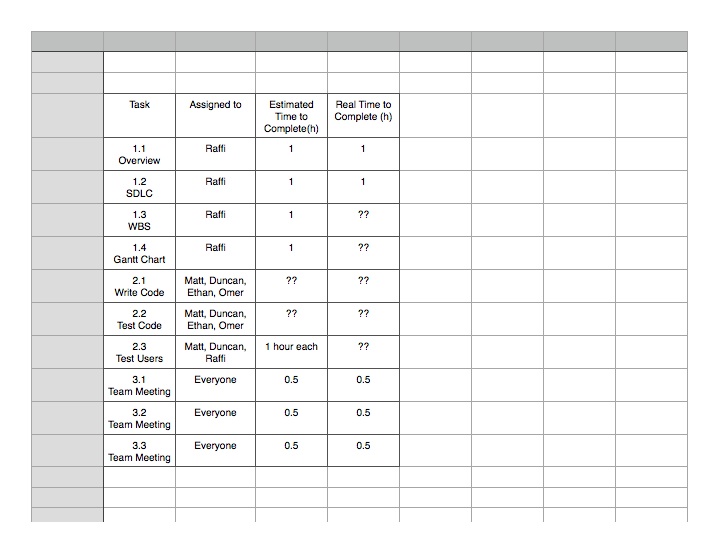 Task Assigned to Estimated Time to Complete(h) Real Time to Complete (h)
1.1 Overview Raffi 1 1
1.2 SDLC Raffi 1 1
1.3 WBS Raffi 1 ??
1.4 Gantt Chart Raffi 1 ??
2.1 Write Code Matt, Duncan, Ethan, Omer ?? ??
2.2 Test Code Matt, Duncan, Ethan, Omer ?? ??
2.3 Test Users Matt, Duncan, Raffi 1 hour each ??
3.1 Team Meeting Everyone 0.5 0.5
3.2 Team Meeting Everyone 0.5 0.5
3.3 Team Meeting Everyone 0.5 0.5